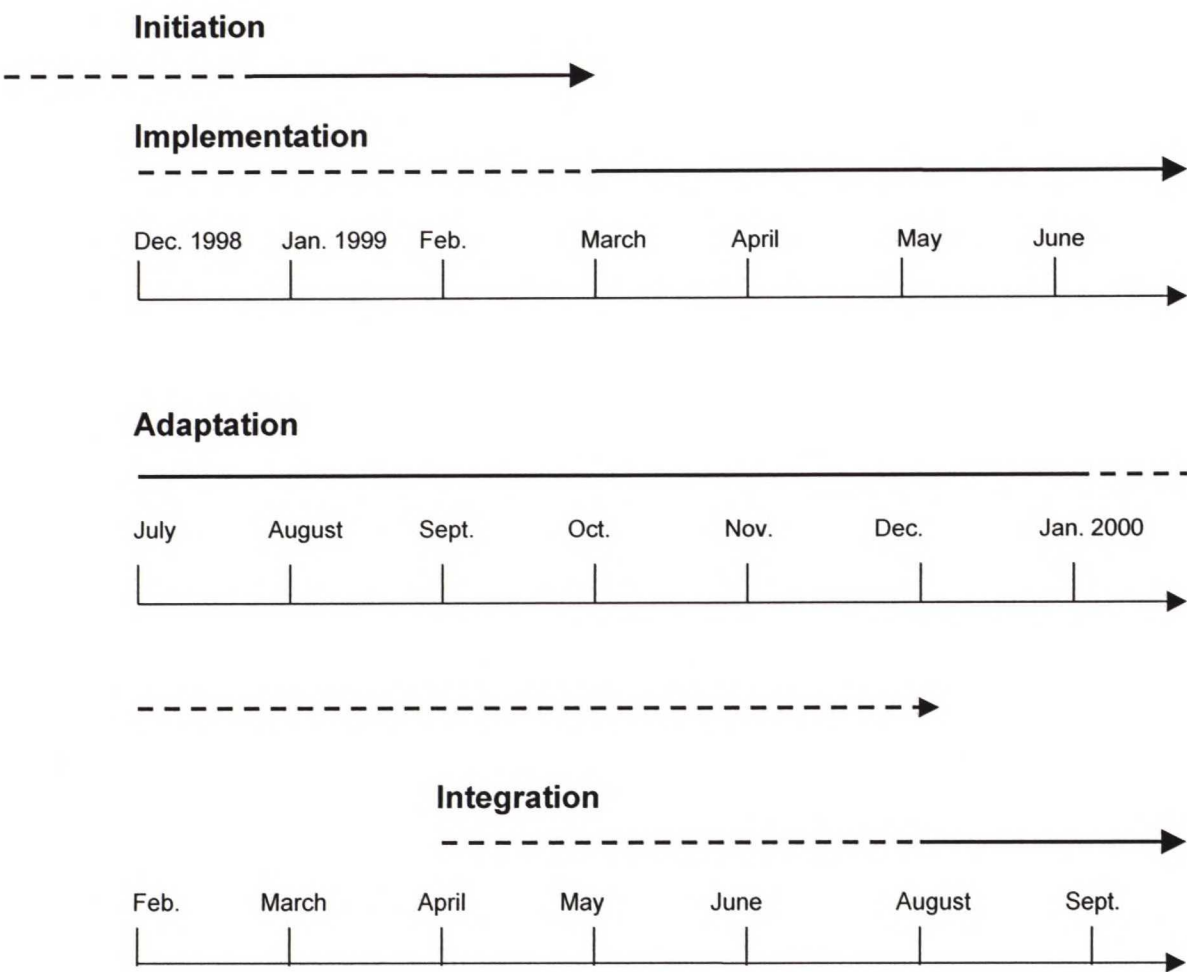 Initiation
Implementation
Dec. 1998 Jan. 1999 Feb. March April May June
Adaptation
July August Sept. Oct. Nov. Dec. Jan. 2000
Integration
Feb. March April May June August Sept.